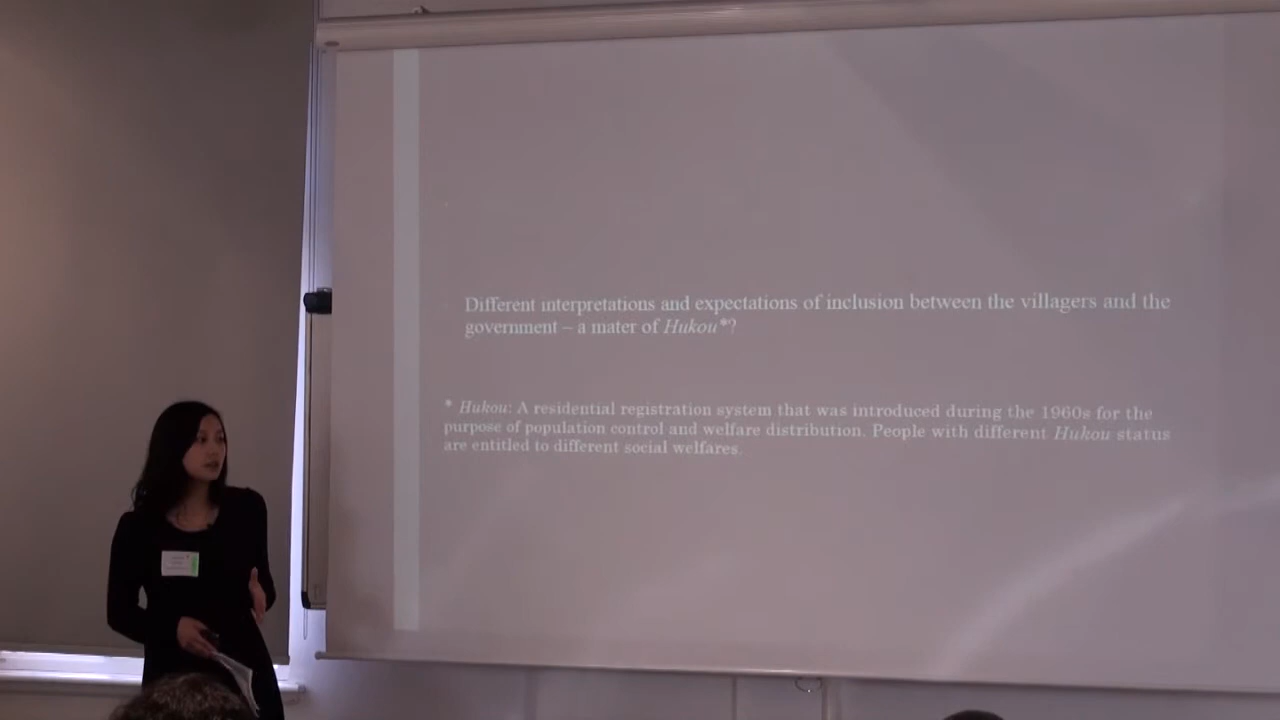 Different interpretations and expectations of inclusion between the villagers and the
government – a mater of Hukou*?
* Hukou: A residential registration system that was introduced during the 1960s for the
purpose of population control and welfare distribution. People with different Hukou status
are entitled to different social welfares.